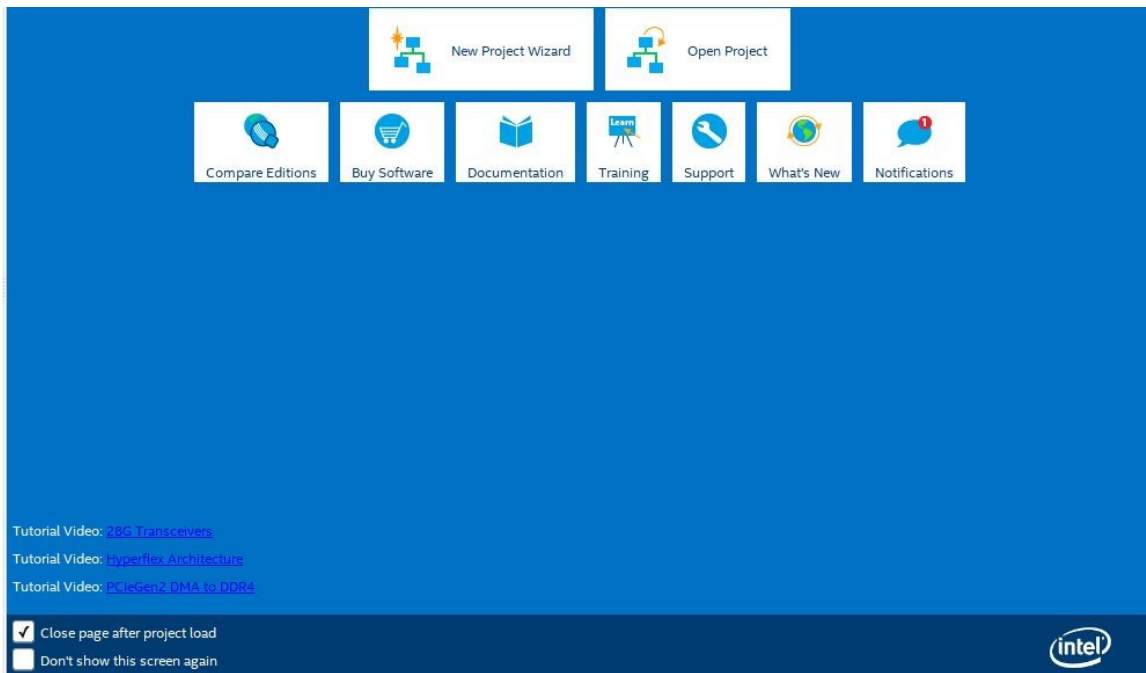 New Project Wizard
Open Project
Learn
1
Compare Editions
Buy Software
Documentation
Training
Support
What's New
Notifications
Tutorial Video: 28G Transceivers
Tutorial Video: Hyperflex Architecture
Tutorial Video: PCIeGen2 DMA to DDR4
Close page after project load
Don't show this screen again
intel